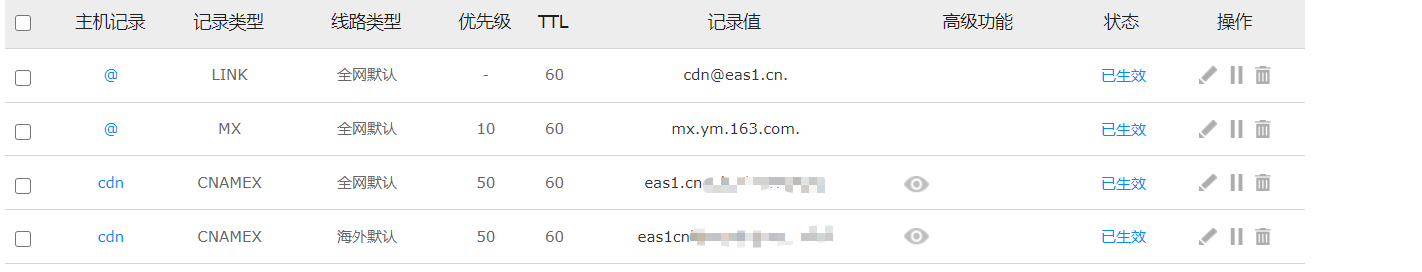 主机记录 记录类型 线路类型 优先级 TTL 记录值 高级功能 状态 操作
@ LINK 全网默认 - 60 cdn@eas1.cn. 已生效
@ MX 全网默认 10 60 mx.ym.163.com. 已生效
cdn CNAMEX 全网默认 50 60 eas1.cn 已生效
cdn CNAMEX 海外默认 50 60 eas1cn 已生效